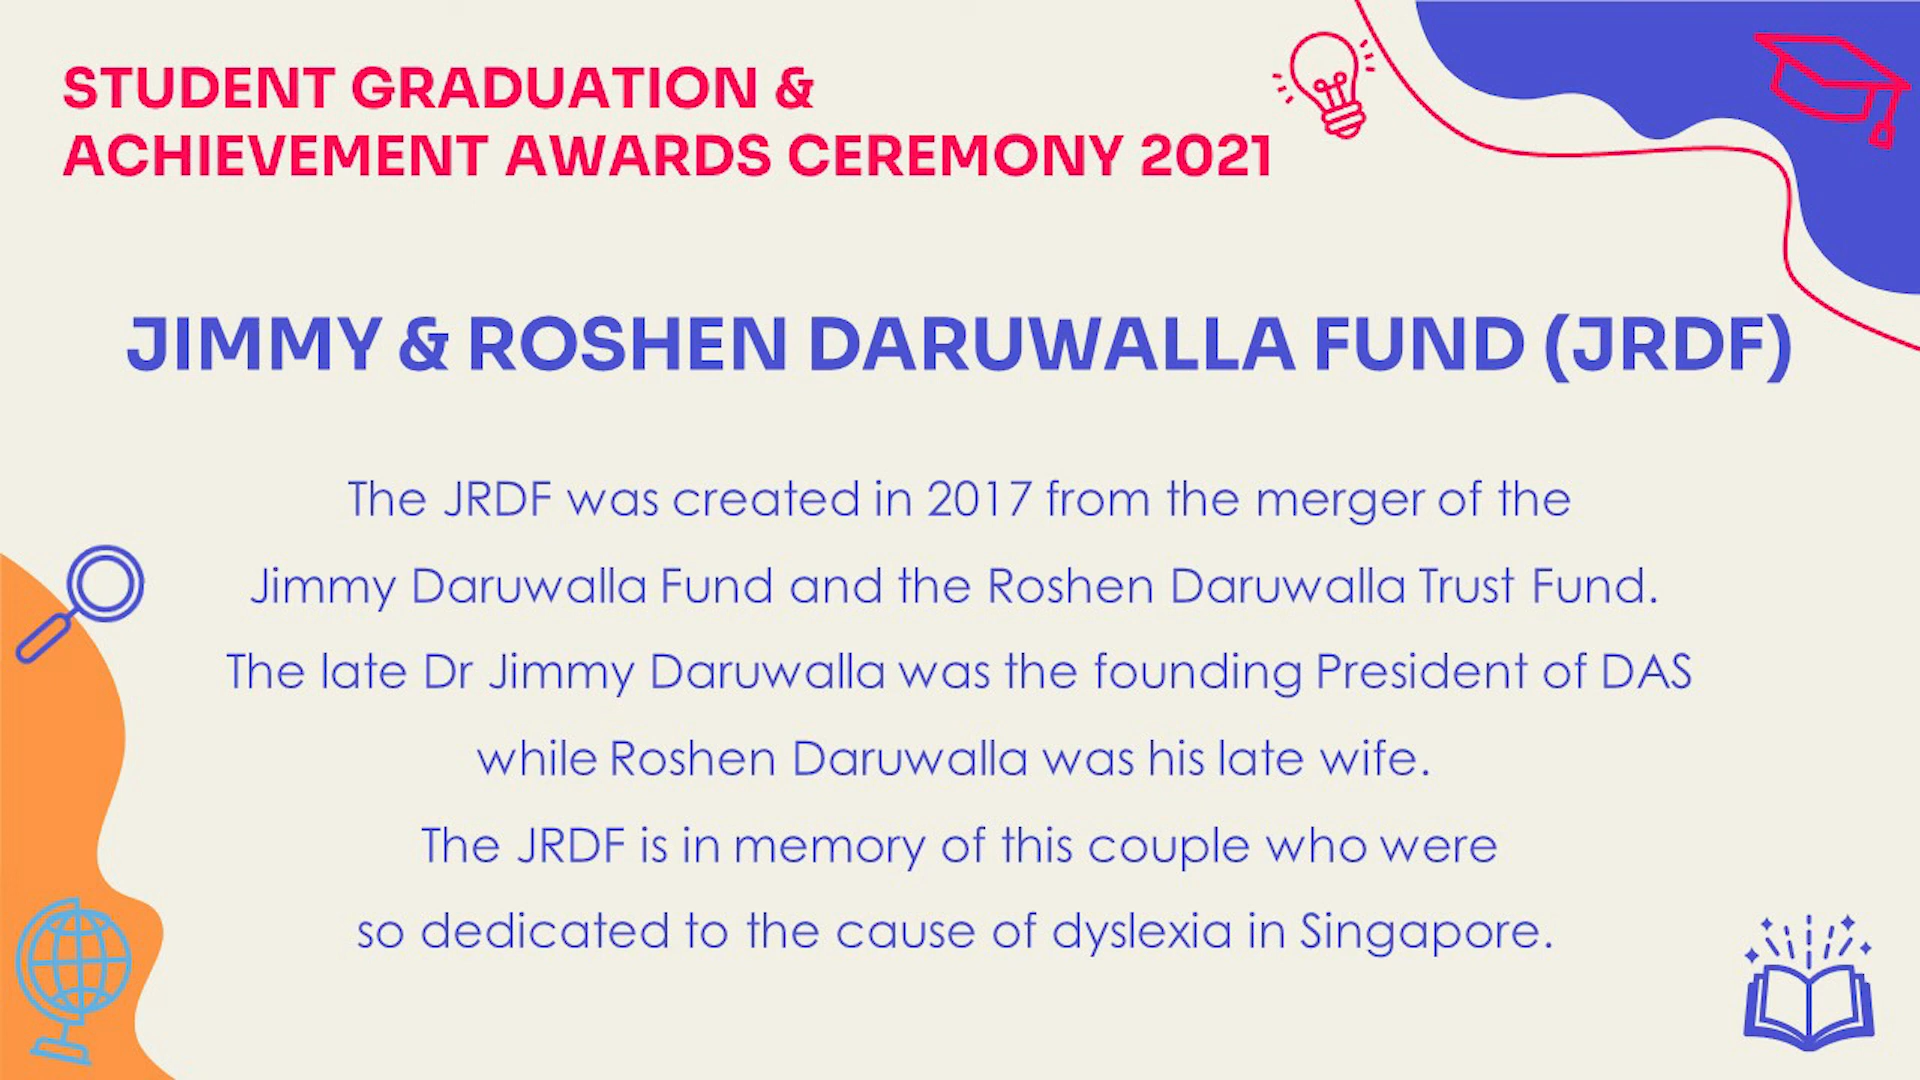 STUDENT GRADUATION &
ACHIEVEMENT AWARDS CEREMONY 2021
JIMMY & ROSHEN DARUWALLA FUND (JRDF)
The JRDF was created in 2017 from the merger of the
Jimmy Daruwalla Fund and the Roshen Daruwalla Trust Fund.
The late Dr Jimmy Daruwalla was the founding President of DAS
while Roshen Daruwalla was his late wife.
The JRDF is in memory of this couple who were
so dedicated to the cause of dyslexia in Singapore.